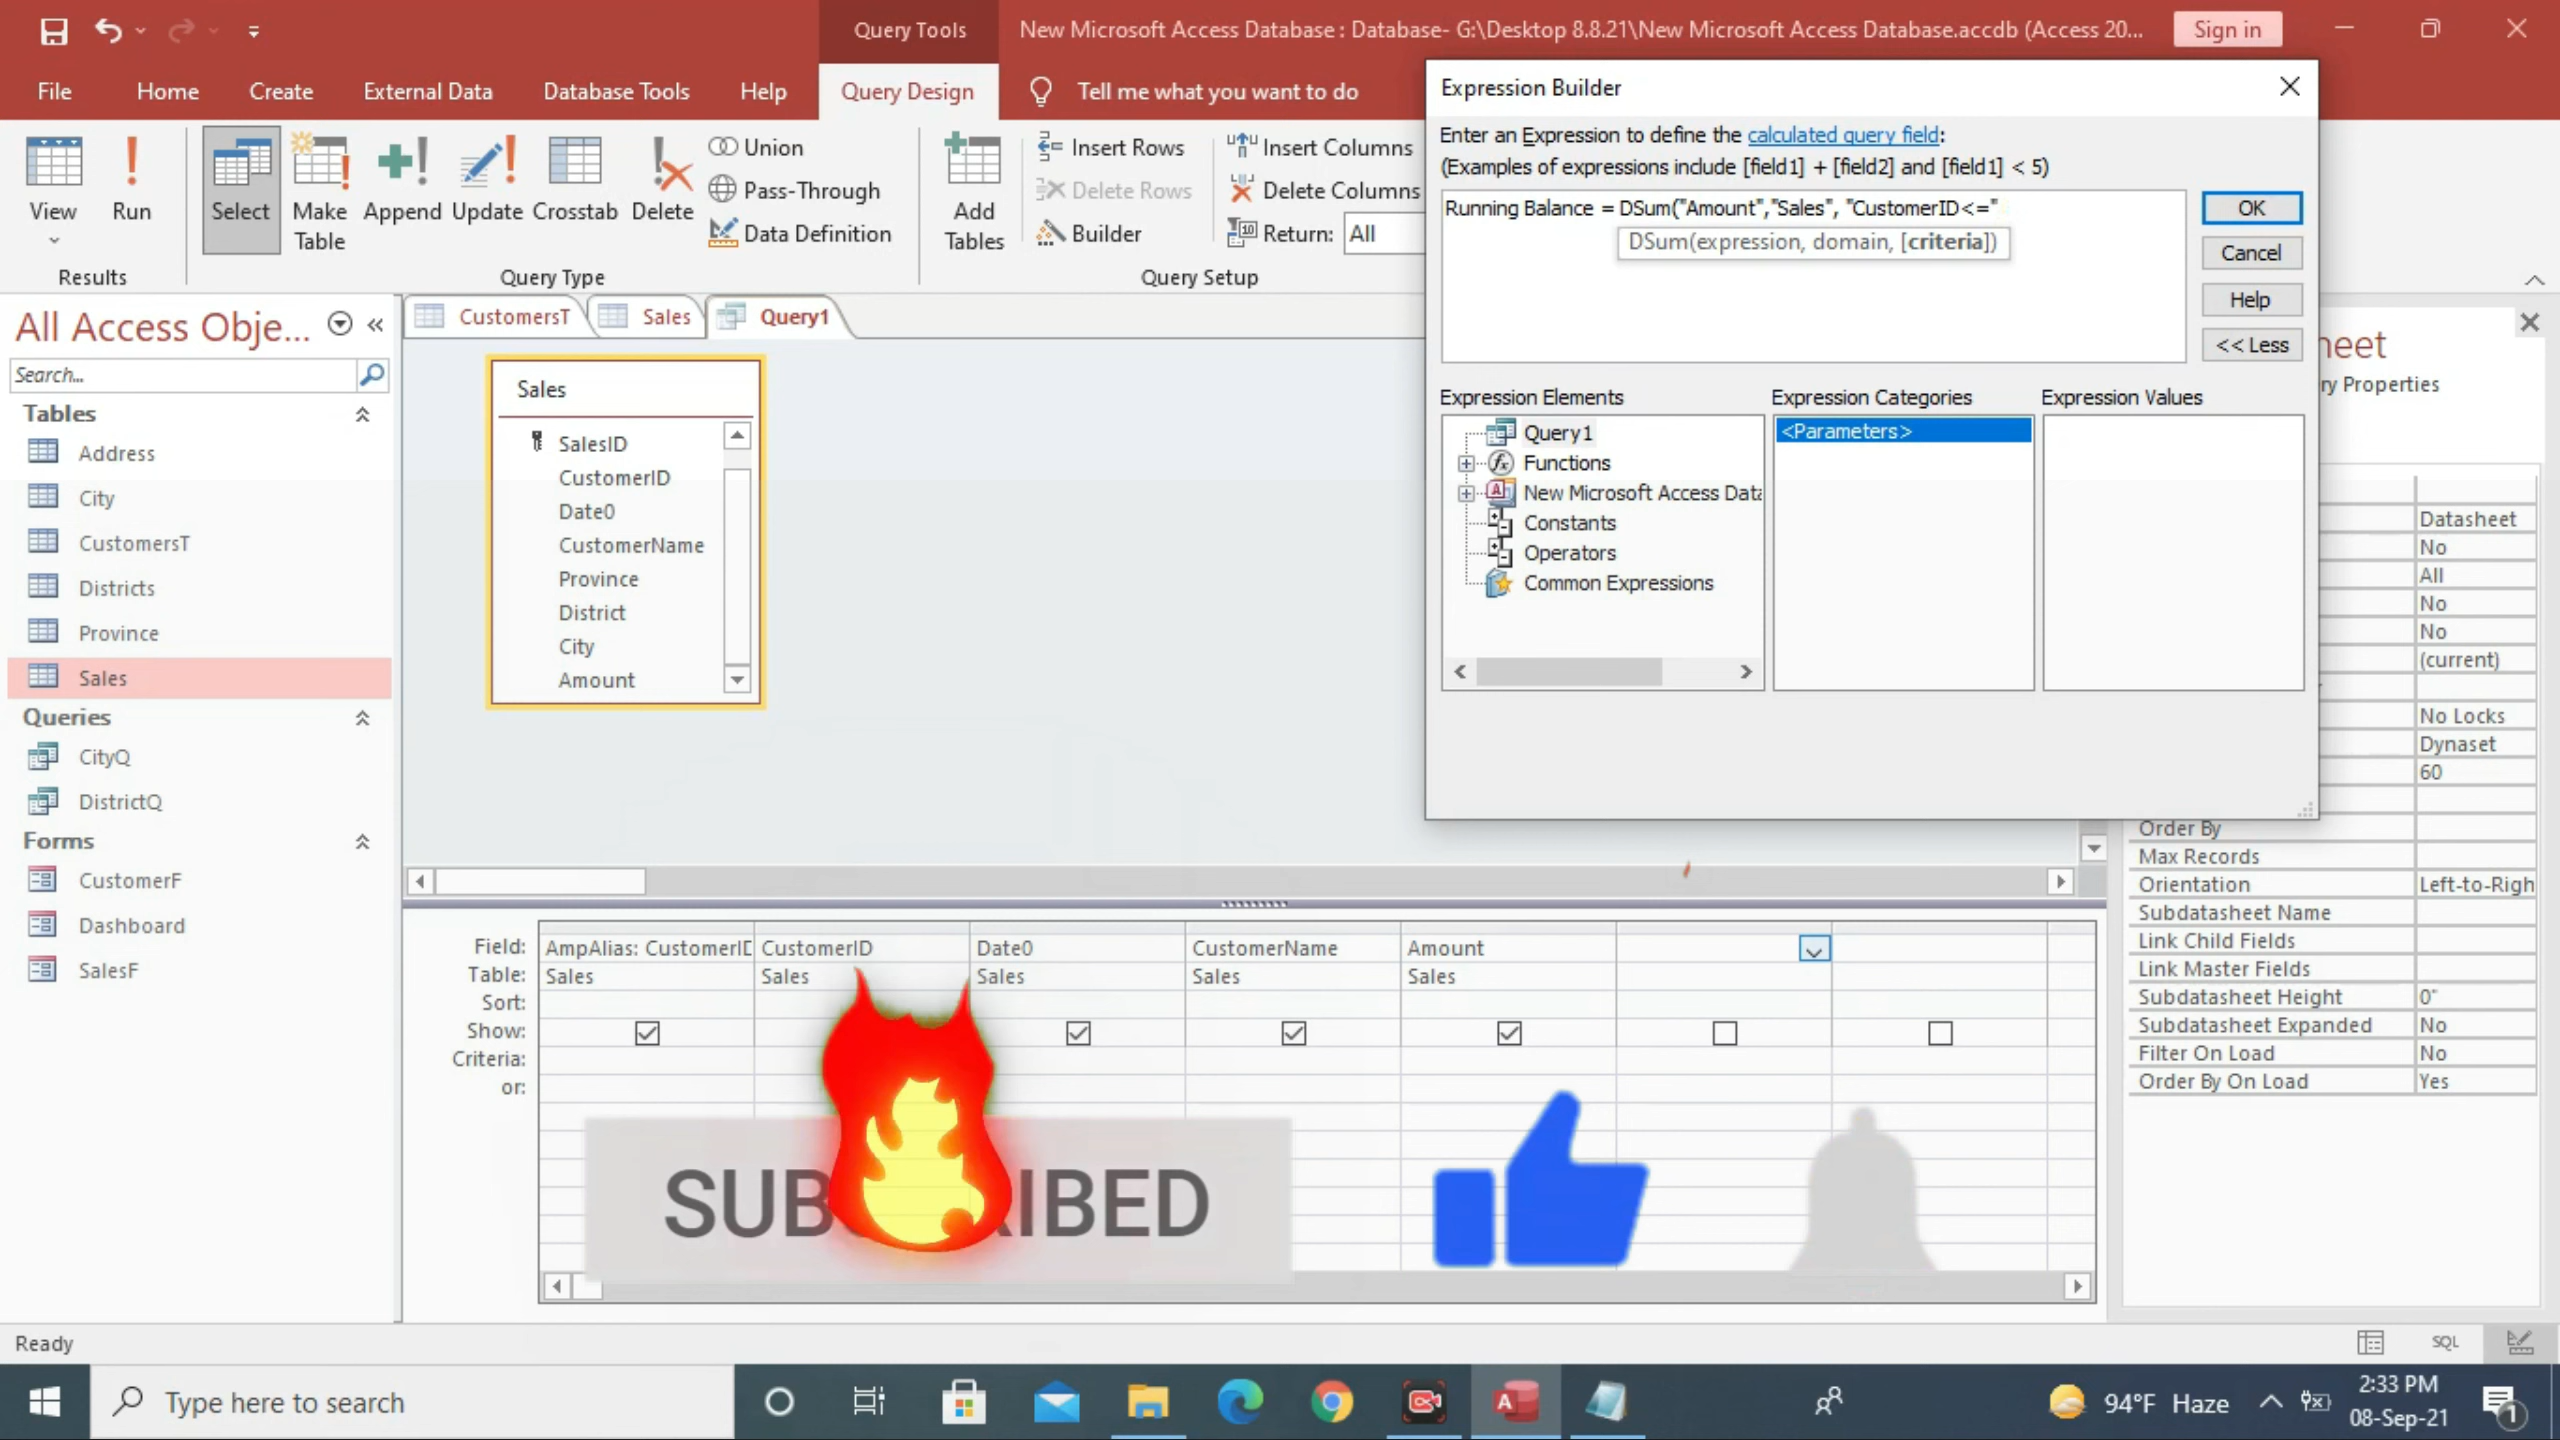 Query Tools
New Microsoft Access Database : Database- G:\Desktop 8.8.21\New Microsoft Access Database.accdb (Access 20...
Sign in
File
Home
Create
External Data
Database Tools
Help
Query Design
Tell me what you want to do
View
Run
Select
Make Table
Append
Update
Crosstab
Delete
Union
Pass-Through
Data Definition
Add Tables
Insert Rows
Delete Rows
Builder
Insert Columns
Delete Columns
Return: All
Results
Query Type
Query Setup
Expression Builder
Enter an Expression to define the calculated query field:
(Examples of expressions include [field1] + [field2] and [field1] < 5)
Running Balance = DSum("Amount","Sales", "CustomerID<="
DSum(expression, domain, [criteria])
OK
Cancel
Help
<< Less
Expression Elements
Query1
Functions
New Microsoft Access Data
Constants
Operators
Common Expressions
Expression Categories
<Parameters>
Expression Values
All Access Obje...
Search...
Tables
Address
City
CustomersT
Districts
Province
Sales
Queries
CityQ
DistrictQ
Forms
CustomerF
Dashboard
SalesF
CustomersT
Sales
Query1
Sales
SalesID
CustomerID
Date0
CustomerName
Province
District
City
Amount
heet
ry Properties
Datasheet
No
All
No
No
(current)
No Locks
Dynaset
60
Order By
Max Records
Orientation Left-to-Righ
Subdatasheet Name
Link Child Fields
Link Master Fields
Subdatasheet Height 0"
Subdatasheet Expanded No
Filter On Load No
Order By On Load Yes
Field: AmpAlias: CustomerID CustomerID Date0 CustomerName Amount
Table: Sales Sales Sales Sales Sales
Sort:
Show:
Criteria:
or:
SUB RIBED
Ready
SQL
Type here to search
94°F Haze
2:33 PM
08-Sep-21
1